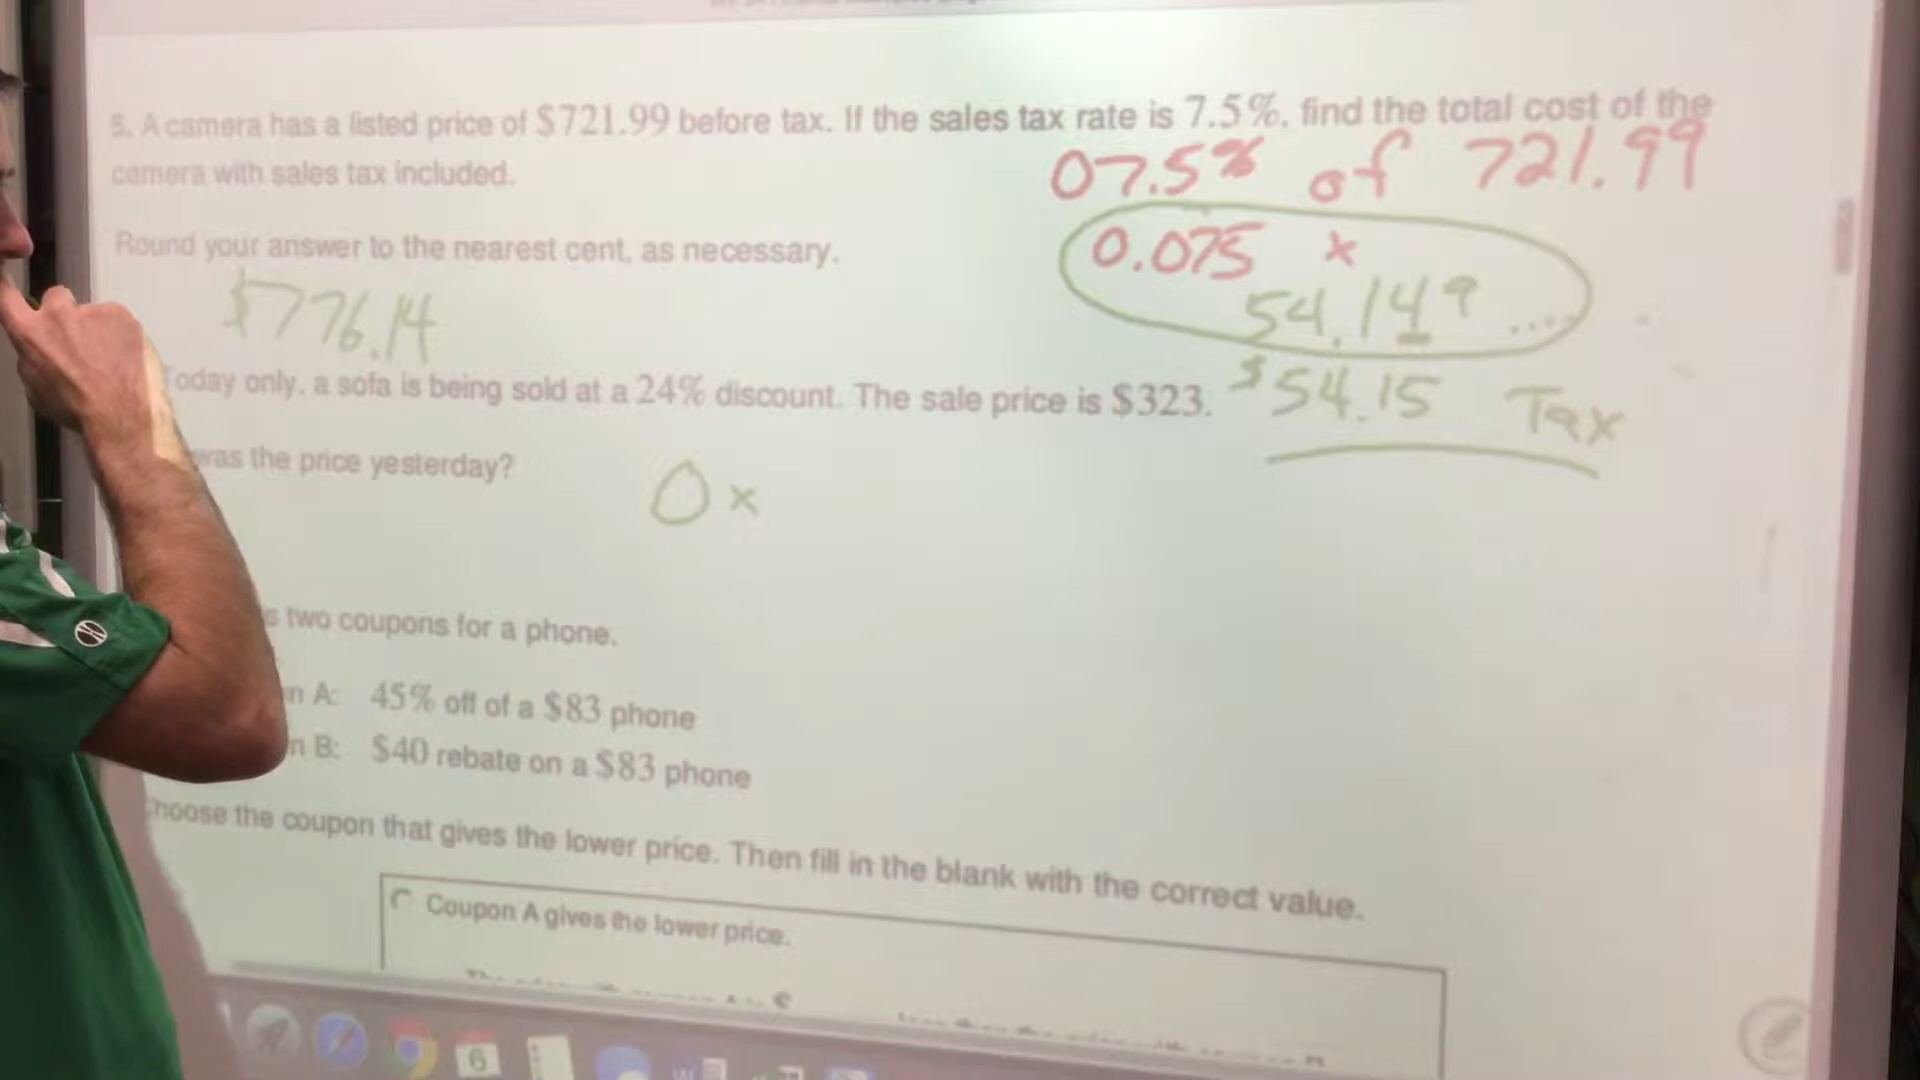 5. A camera has a listed price of $721.99 before tax. If the sales tax rate is 7.5%, find the total cost of the
camera with sales tax included.
07.5% of 721.99
Round your answer to the nearest cent, as necessary.
0.075 x
54.149 ....
$776.14
oday only, a sofa is being sold at a 24% discount. The sale price is $323.
$54.15 Tax
was the price yesterday?
0 x
s two coupons for a phone.
n A: 45% off of a $83 phone
n B: $40 rebate on a $83 phone
hoose the coupon that gives the lower price. Then fill in the blank with the correct value.
Coupon A gives the lower price.
6
W